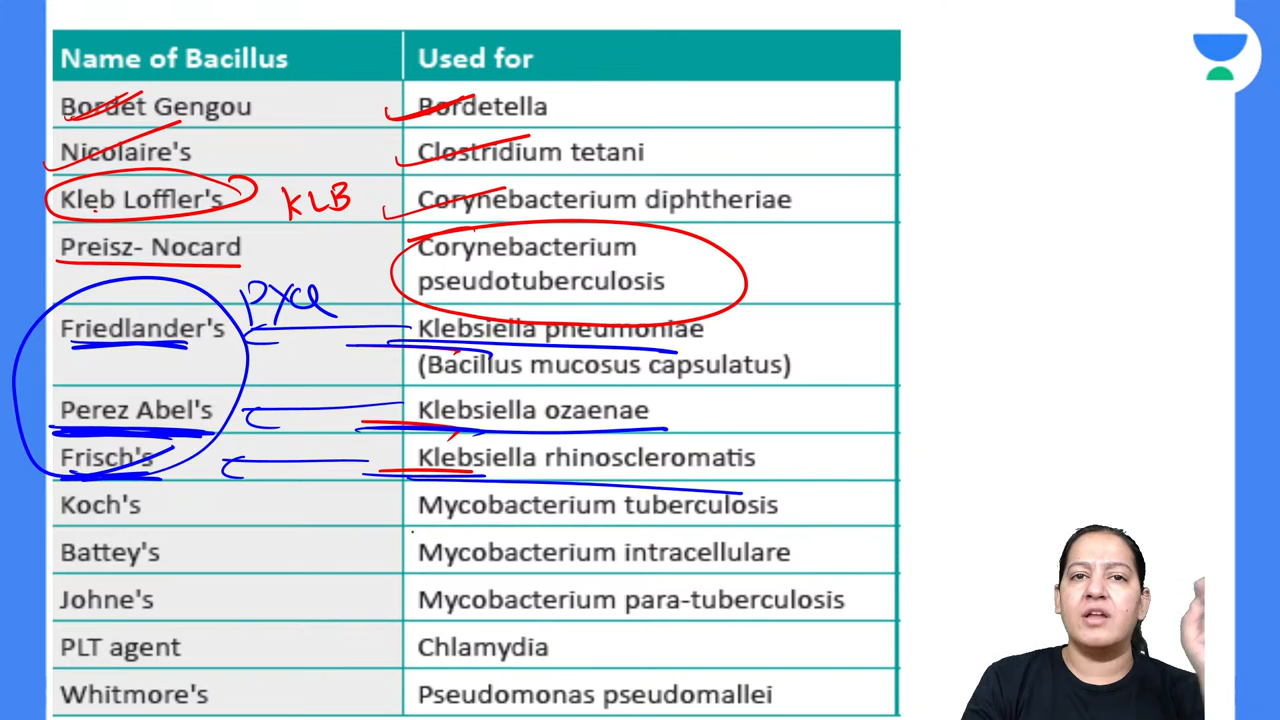 Name of Bacillus Used for
Bordet Gengou Bordetella
Nicolaire's Clostridium tetani
Kleb Loffler's KLB Corynebacterium diphtheriae
Preisz- Nocard Corynebacterium
pseudotuberculosis
PYQ
Friedlander's Klebsiella pneumoniae
(Bacillus mucosus capsulatus)
Perez Abel's Klebsiella ozaenae
Frisch's Klebsiella rhinoscleromatis
Koch's Mycobacterium tuberculosis
Battey's Mycobacterium intracellulare
Johne's Mycobacterium para-tuberculosis
PLT agent Chlamydia
Whitmore's Pseudomonas pseudomallei